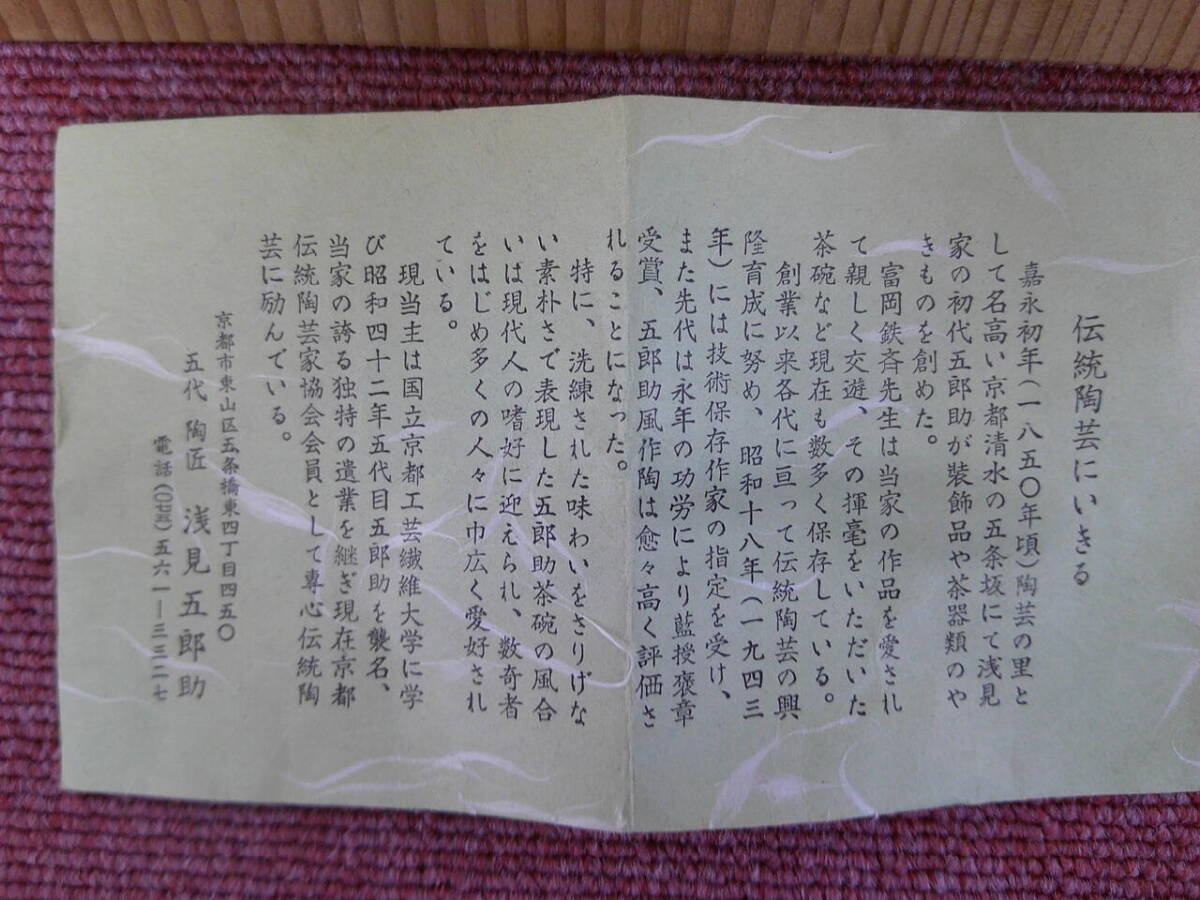 伝統陶芸にいきる
嘉永初年(一八五〇年頃)陶芸の里と
して名高い京都清水の五条坂にて浅見
家の初代五郎助が装飾品や茶器類のや
きものを創めた。
富岡鉄斉先生は当家の作品を愛され
て親しく交遊、その揮毫をいただいた
茶碗など現在も数多く保存している。
創業以来各代に亘って伝統陶芸の興
隆育成に努め、昭和十八年(一九四三
年)には技術保存作家の指定を受け、
また先代は永年の功労により藍授褒章
受賞、五郎助風作陶は愈々高く評価さ
れることになった。
特に、洗練された味わいをさりげな
い素朴さで表現した五郎助茶碗の風合
いは現代人の嗜好に迎えられ、数奇者
をはじめ多くの人々に巾広く愛好され
ている。
現当主は国立京都工芸繊維大学に学
び昭和四十二年五代目五郎助を襲名、
当家の誇る独特の遺業を継ぎ現在京都
伝統陶芸家協会会員として専心伝統陶
芸に励んでいる。
京都市東山区五条橋東四丁目四五〇
五代 陶匠 浅見五郎助
電話(〇七五)五六一―三三二七